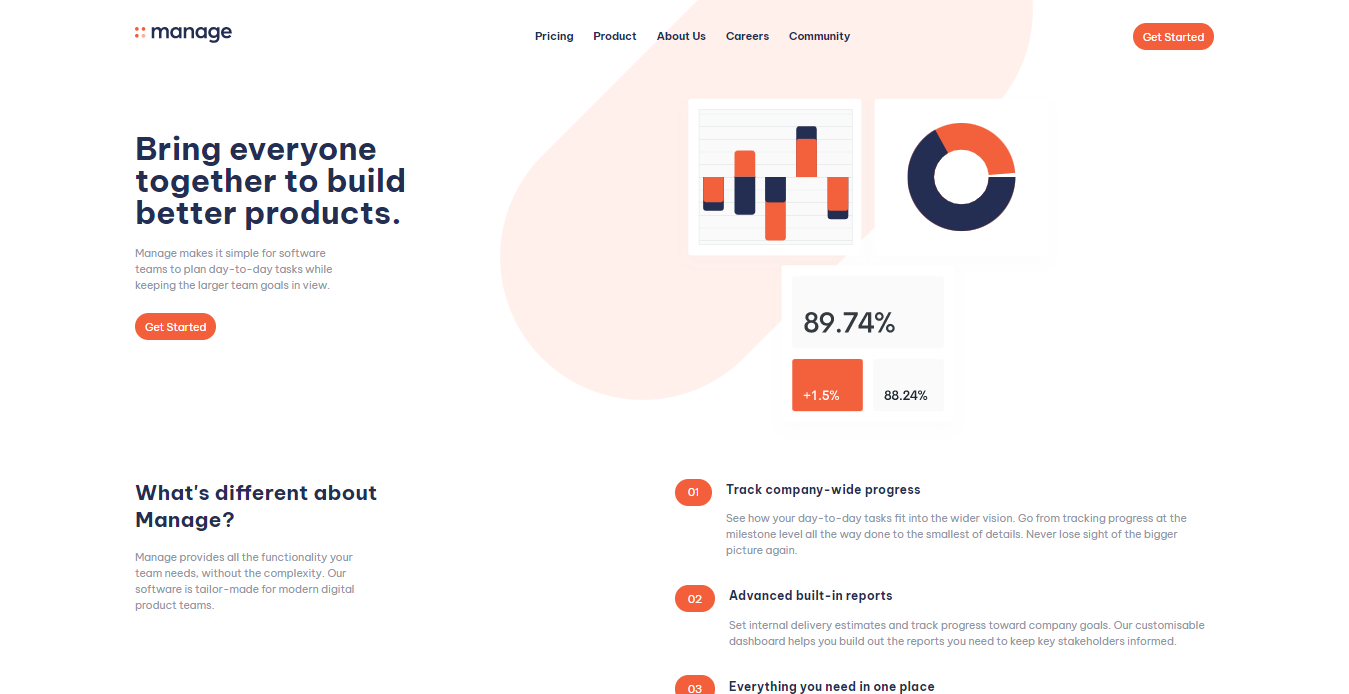 manage
Pricing Product About Us Careers Community
Get Started
Bring everyone
together to build
better products.
Manage makes it simple for software
teams to plan day-to-day tasks while
keeping the larger team goals in view.
Get Started
89.74%
+1.5%
88.24%
What's different about
Manage?
Manage provides all the functionality your
team needs, without the complexity. Our
software is tailor-made for modern digital
product teams.
01
Track company-wide progress
See how your day-to-day tasks fit into the wider vision. Go from tracking progress at the
milestone level all the way done to the smallest of details. Never lose sight of the bigger
picture again.
02
Advanced built-in reports
Set internal delivery estimates and track progress toward company goals. Our customisable
dashboard helps you build out the reports you need to keep key stakeholders informed.
03
Everything you need in one place